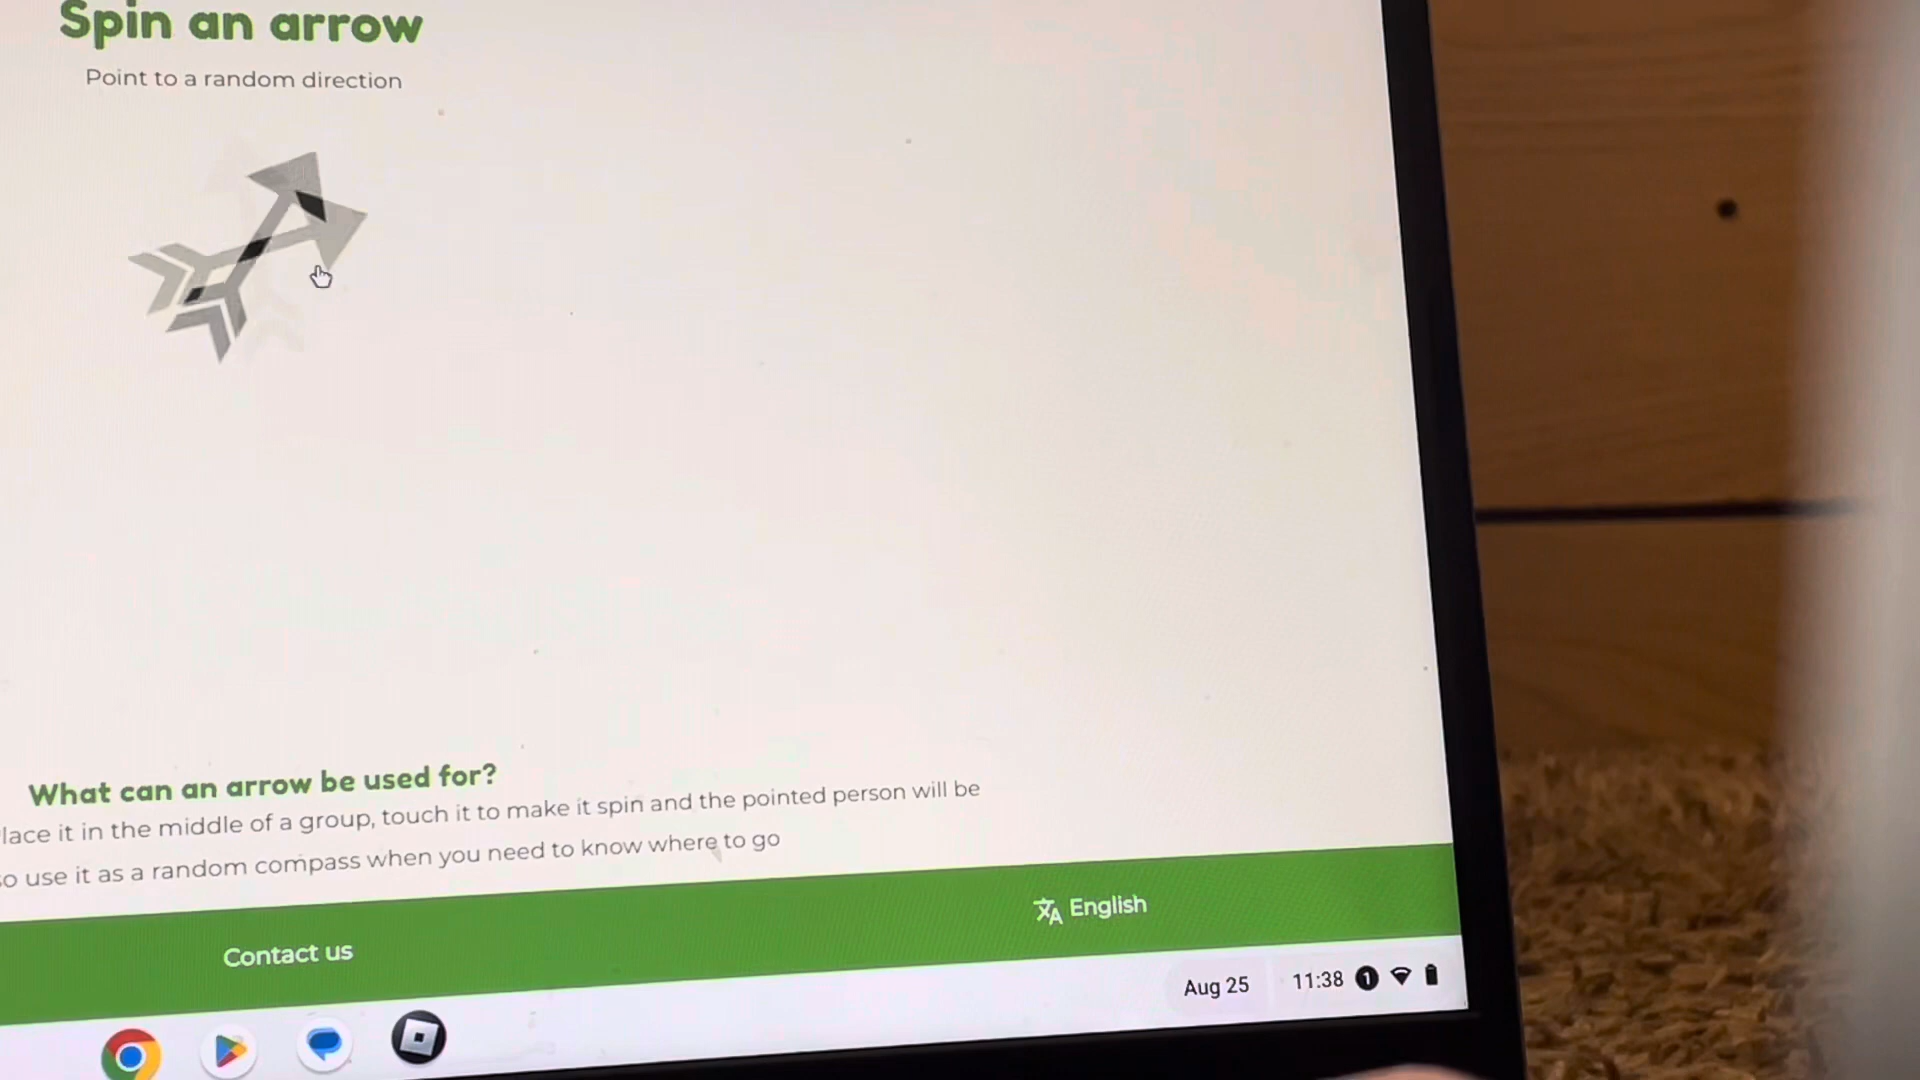 Spin an arrow
Point to a random direction
What can an arrow be used for?
lace it in the middle of a group, touch it to make it spin and the pointed person will be
so use it as a random compass when you need to know where to go
English
Contact us
Aug 25 11:38 1